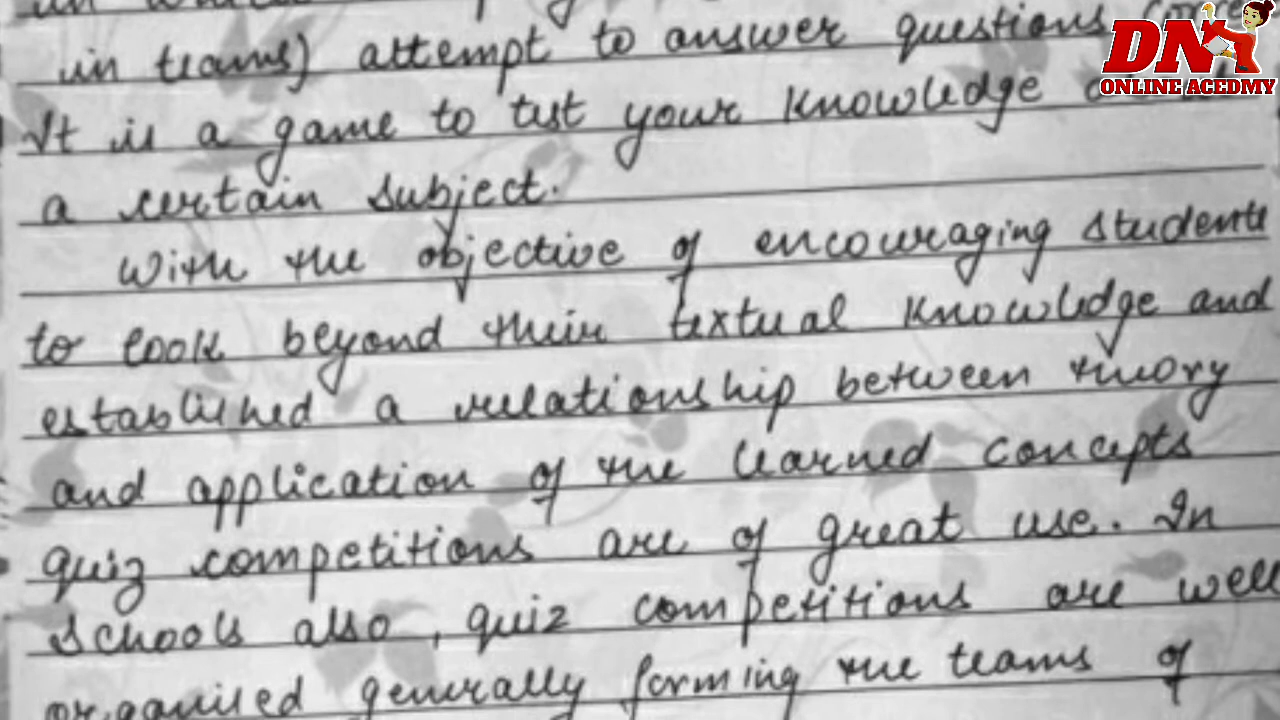 in teams) attempt to answer questions
DN
ONLINE ACEDMY
It is a game to test your knowledge
a certain subject.
with the objective of encouraging students
to look beyond their textual knowledge and
established a relationship between theory
and application of the learned concepts
quiz competitions are of great use. In
schools also, quiz competitions are well
organised generally forming the teams of